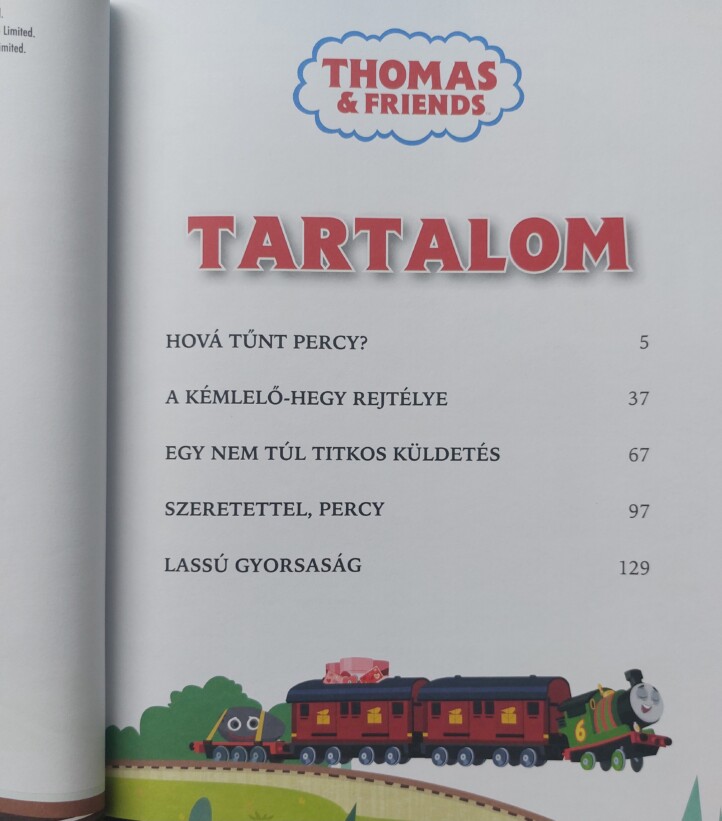 Limited.
imited.
THOMAS
& FRIENDS
TARTALOM
HOVÁ TŰNT PERCY? 5
A KÉMLELŐ-HEGY REJTÉLYE 37
EGY NEM TÚL TITKOS KÜLDETÉS 67
SZERETETTEL, PERCY 97
LASSÚ GYORSASÁG 129
6